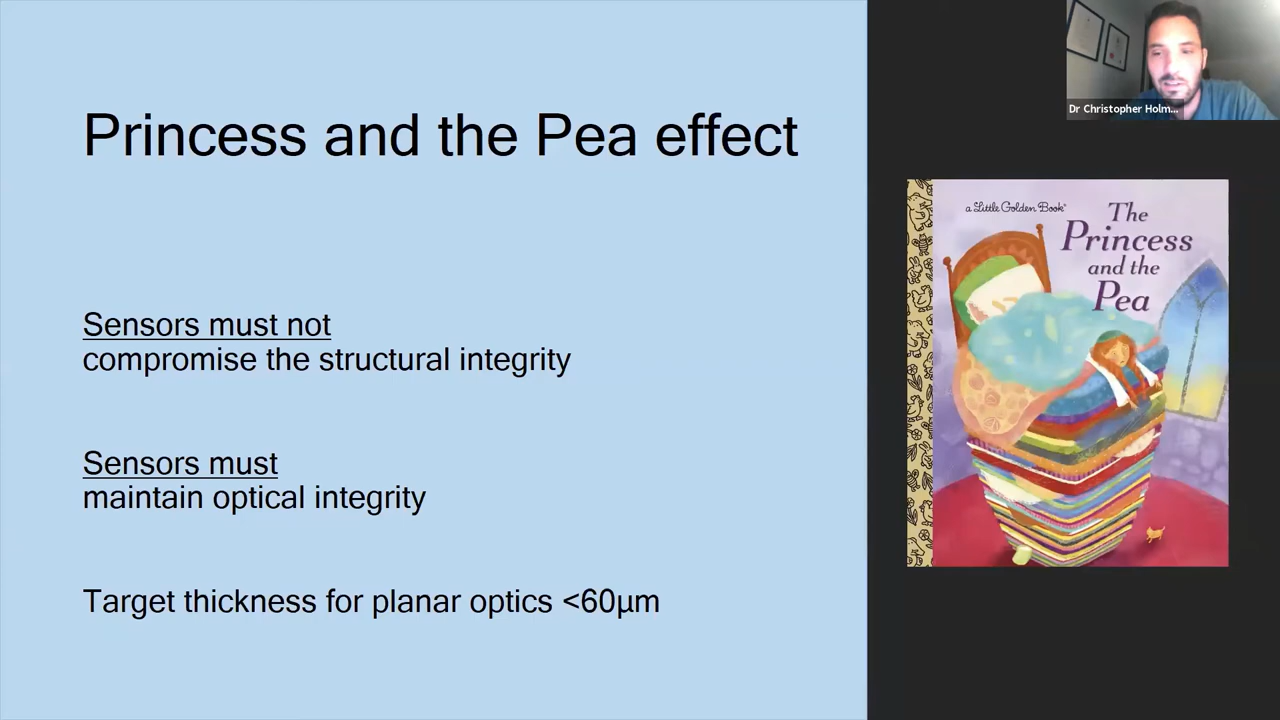 Princess and the Pea effect
Sensors must not
compromise the structural integrity
Sensors must
maintain optical integrity
Target thickness for planar optics <60µm
Dr Christopher Holm...
a Little Golden Book®
The
Princess
and the
Pea